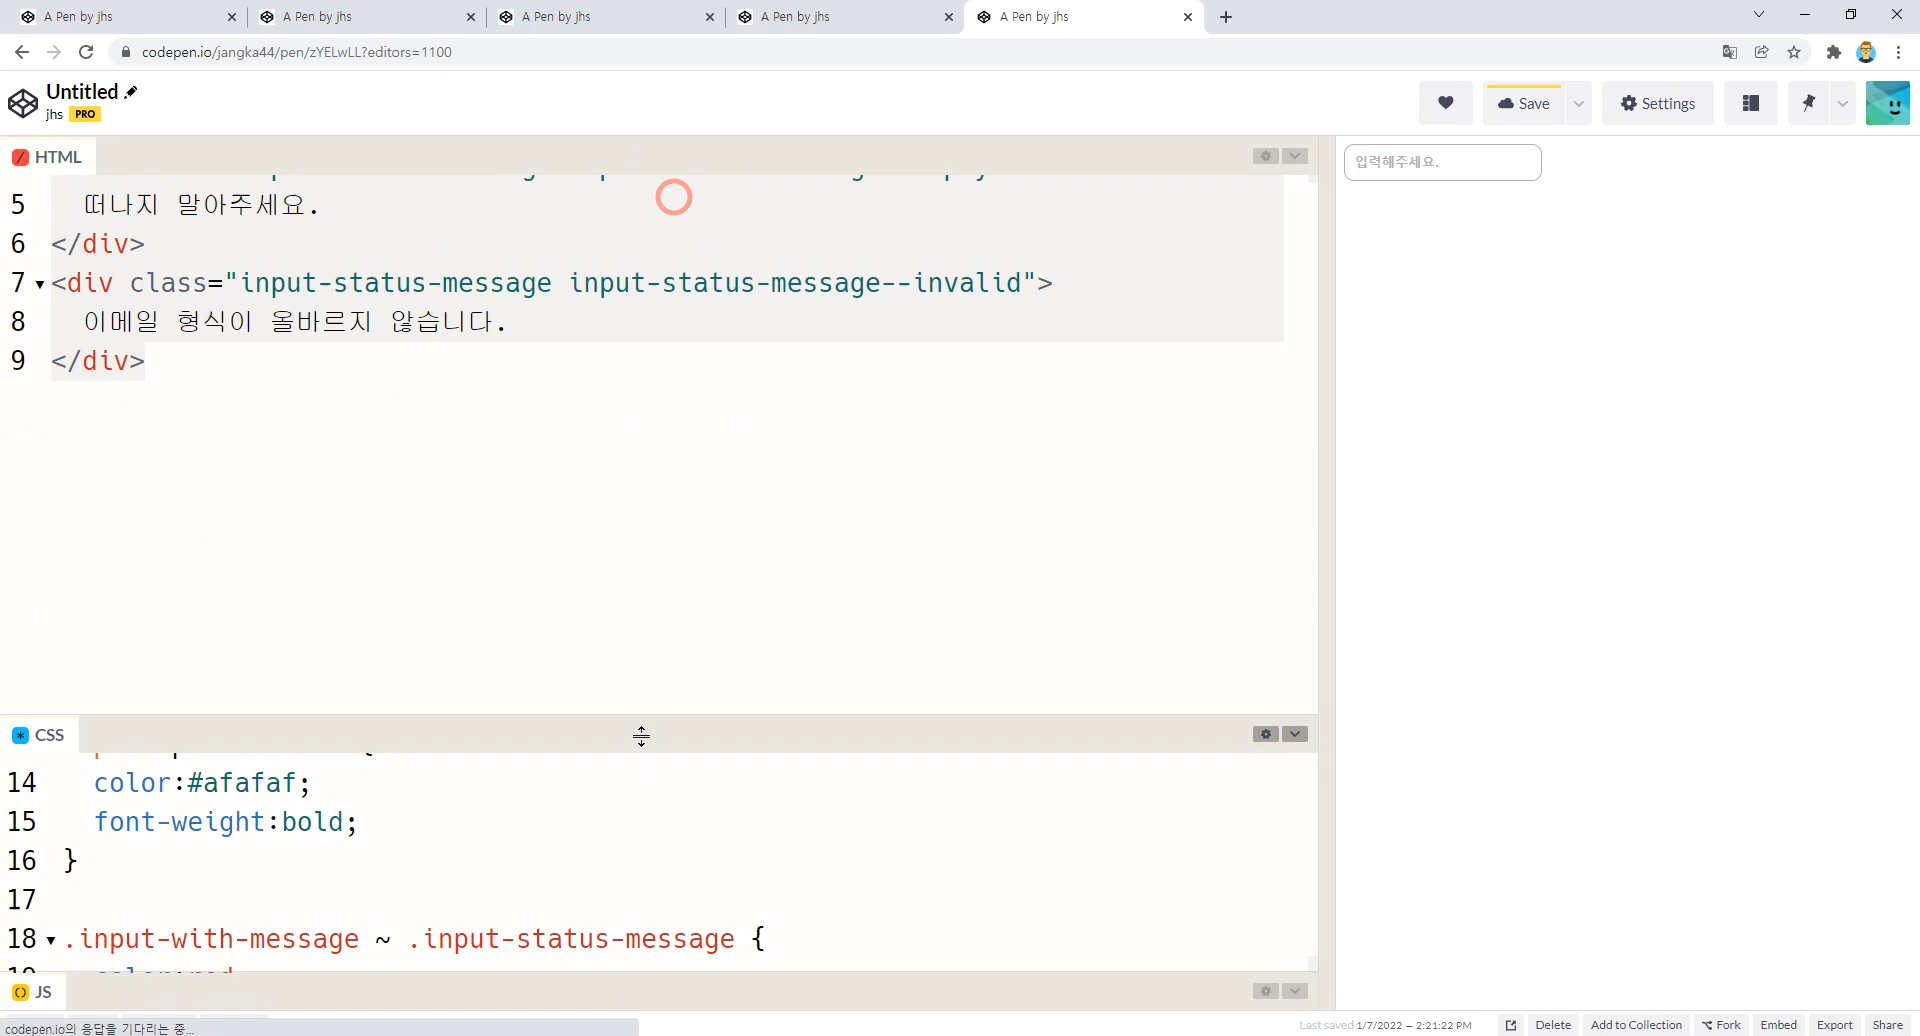 A Pen by jhs
A Pen by jhs
A Pen by jhs
A Pen by jhs
A Pen by jhs
codepen.io/jangka44/pen/zYELwLL?editors=1100
Untitled
jhs PRO
Save
Settings
HTML
5 떠나지 말아주세요.
6 </div>
7 <div class="input-status-message input-status-message--invalid">
8 이메일 형식이 올바르지 않습니다.
9 </div>
입력해주세요.
CSS
14 color:#afafaf;
15 font-weight:bold;
16 }
17
18 .input-with-message ~ .input-status-message {
JS
codepen.io의 응답을 기다리는 중...
Last saved 1/7/2022 — 2:21:22 PM
Delete
Add to Collection
Fork
Embed
Export
Share